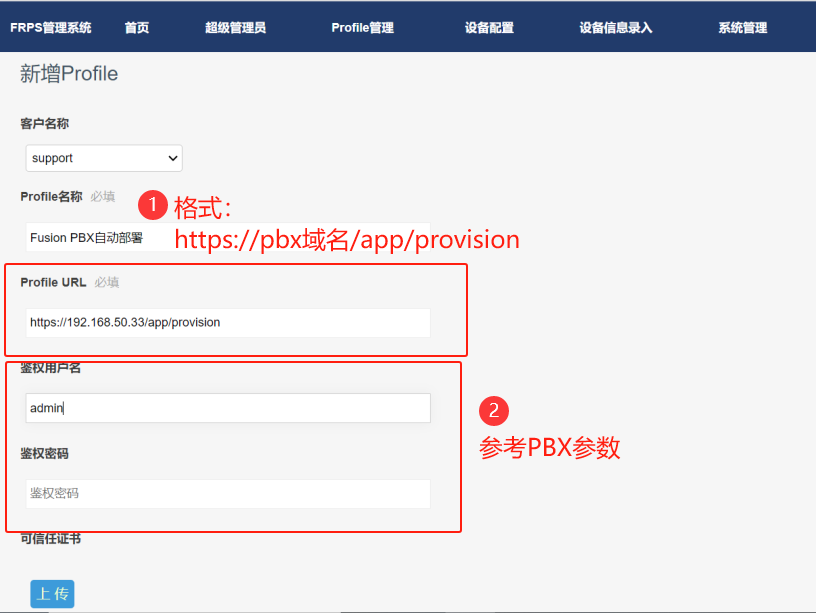 FRPS管理系统 首页 超级管理员 Profile管理 设备配置 设备信息录入 系统管理
新增Profile
客户名称
support
Profile名称 必填
1 格式：
Fusion PBX自动部署
https://pbx域名/app/provision
Profile URL 必填
https://192.168.50.33/app/provision
鉴权用户名
admin
2
参考PBX参数
鉴权密码
鉴权密码
可信任证书
上 传